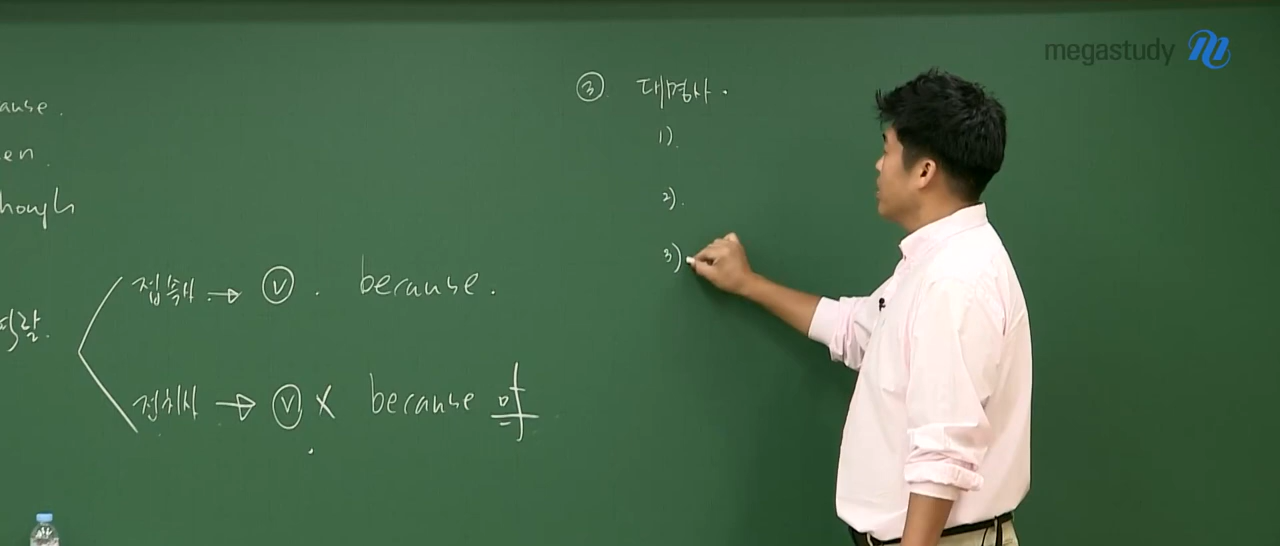 megastudy
ause.
en.
hough
접속사 → Ⓥ. because.
전치사 → Ⓥ X because of
③ 대명사.
1).
2).
3)